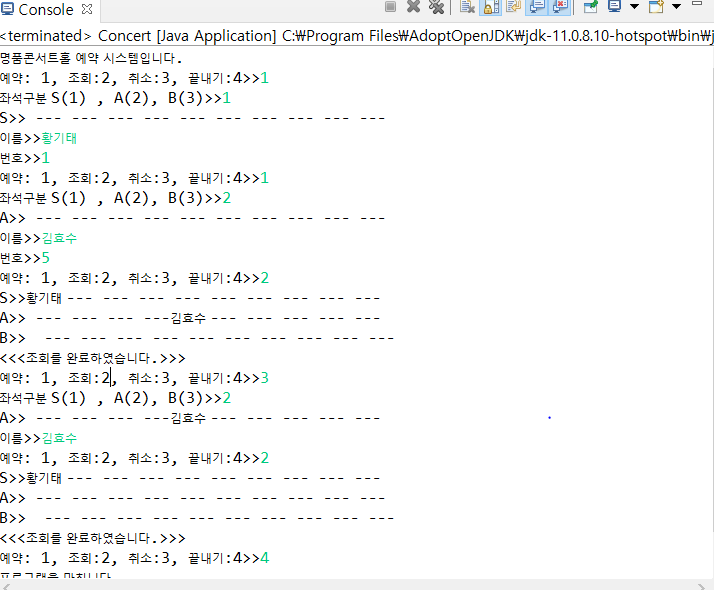 Console
<terminated> Concert [Java Application] C:\Program Files\AdoptOpenJDK\jdk-11.0.8.10-hotspot\bin\j
명품콘서트홀 예약 시스템입니다.
예약: 1, 조회:2, 취소:3, 끝내기:4>>1
좌석구분 S(1) , A(2), B(3)>>1
S>> --- --- --- --- --- --- --- --- --- ---
이름>>황기태
번호>>1
예약: 1, 조회:2, 취소:3, 끝내기:4>>1
좌석구분 S(1) , A(2), B(3)>>2
A>> --- --- --- --- --- --- --- --- --- ---
이름>>김효수
번호>>5
예약: 1, 조회:2, 취소:3, 끝내기:4>>2
S>>황기태 --- --- --- --- --- --- --- --- ---
A>> --- --- --- ---김효수 --- --- --- --- ---
B>>  --- --- --- --- --- --- --- --- --- ---
<<<조회를 완료하였습니다.>>>
예약: 1, 조회:2, 취소:3, 끝내기:4>>3
좌석구분 S(1) , A(2), B(3)>>2
A>> --- --- --- ---김효수 --- --- --- --- ---
이름>>김효수
예약: 1, 조회:2, 취소:3, 끝내기:4>>2
S>>황기태 --- --- --- --- --- --- --- --- ---
A>> --- --- --- --- --- --- --- --- --- ---
B>>  --- --- --- --- --- --- --- --- --- ---
<<<조회를 완료하였습니다.>>>
예약: 1, 조회:2, 취소:3, 끝내기:4>>4
프로그램을 마칩니다